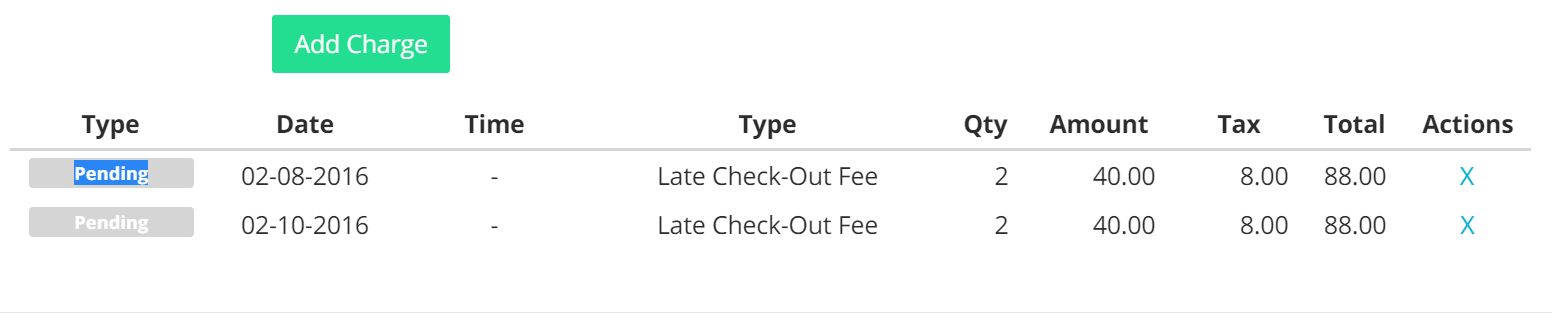 Add Charge
Type Date Time Type Qty Amount Tax Total Actions
Pending 02-08-2016 - Late Check-Out Fee 2 40.00 8.00 88.00 X
Pending 02-10-2016 - Late Check-Out Fee 2 40.00 8.00 88.00 X